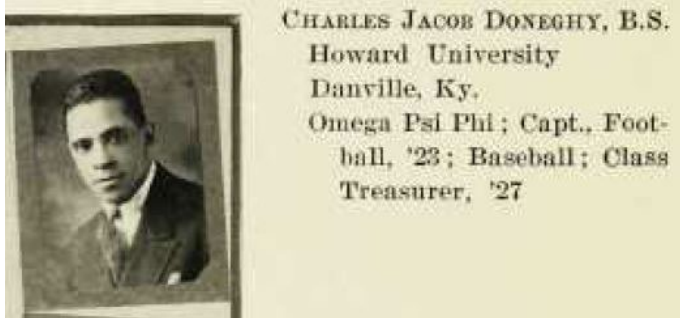 Charles Jacob Doneghy, B.S.
Howard University
Danville, Ky.
Omega Psi Phi; Capt., Foot-
ball, '23; Baseball; Class
Treasurer, '27